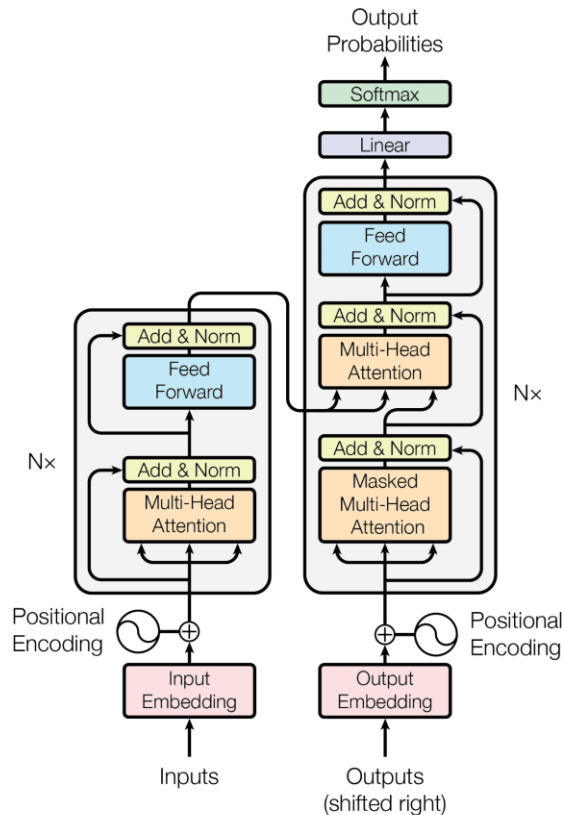 Output
Probabilities
Softmax
Linear
Add & Norm
Feed
Forward
Add & Norm
Multi-Head
Attention
Add & Norm
Masked
Multi-Head
Attention
N×
Add & Norm
Feed
Forward
Add & Norm
Multi-Head
Attention
N×
Positional
Encoding
Positional
Encoding
Input
Embedding
Output
Embedding
Inputs
Outputs
(shifted right)